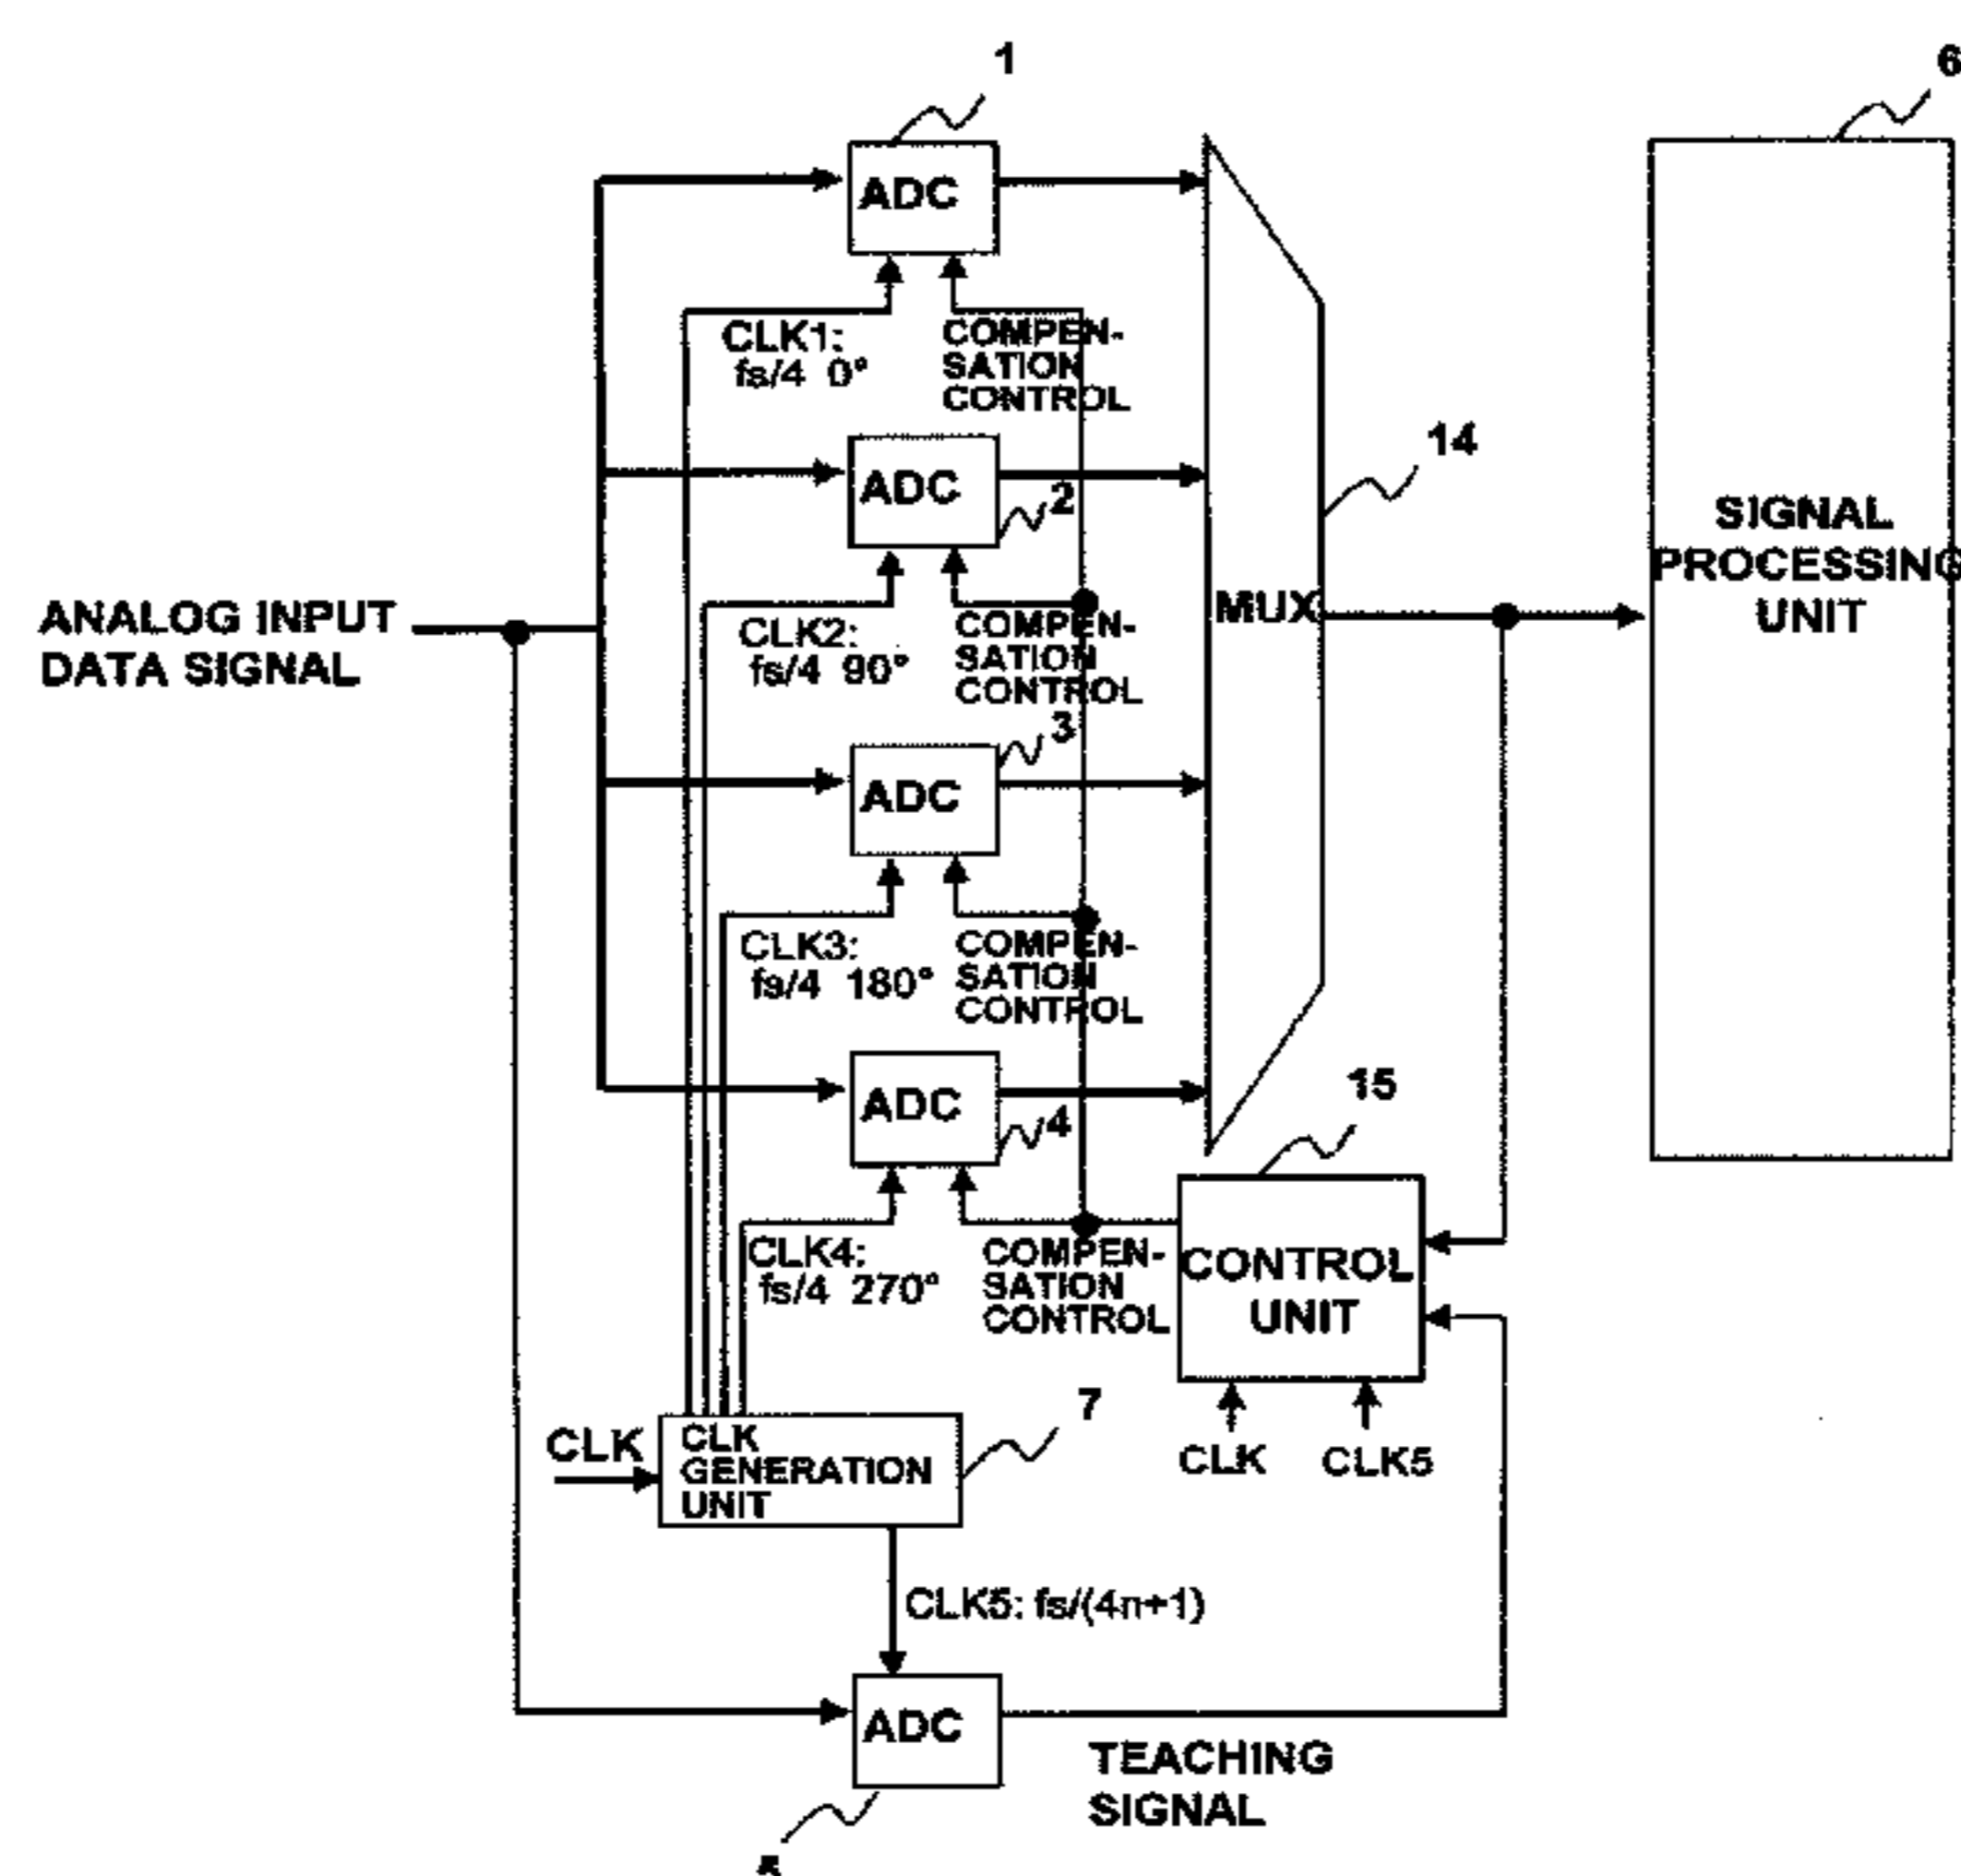 1
6
ADC
CLK1:
fs/4 0°
COMPEN-
SATION
CONTROL
14
ADC
2
SIGNAL
PROCESSING
UNIT
ANALOG INPUT
DATA SIGNAL
CLK2:
fs/4 90°
COMPEN-
SATION
CONTROL
MUX
3
ADC
CLK3:
fs/4 180°
COMPEN-
SATION
CONTROL
15
ADC
4
CLK4:
fs/4 270°
COMPEN-
SATION
CONTROL
CONTROL
UNIT
7
CLK
CLK
GENERATION
UNIT
CLK
CLK5
CLK5: fs/(4n+1)
ADC
TEACHING
SIGNAL
5